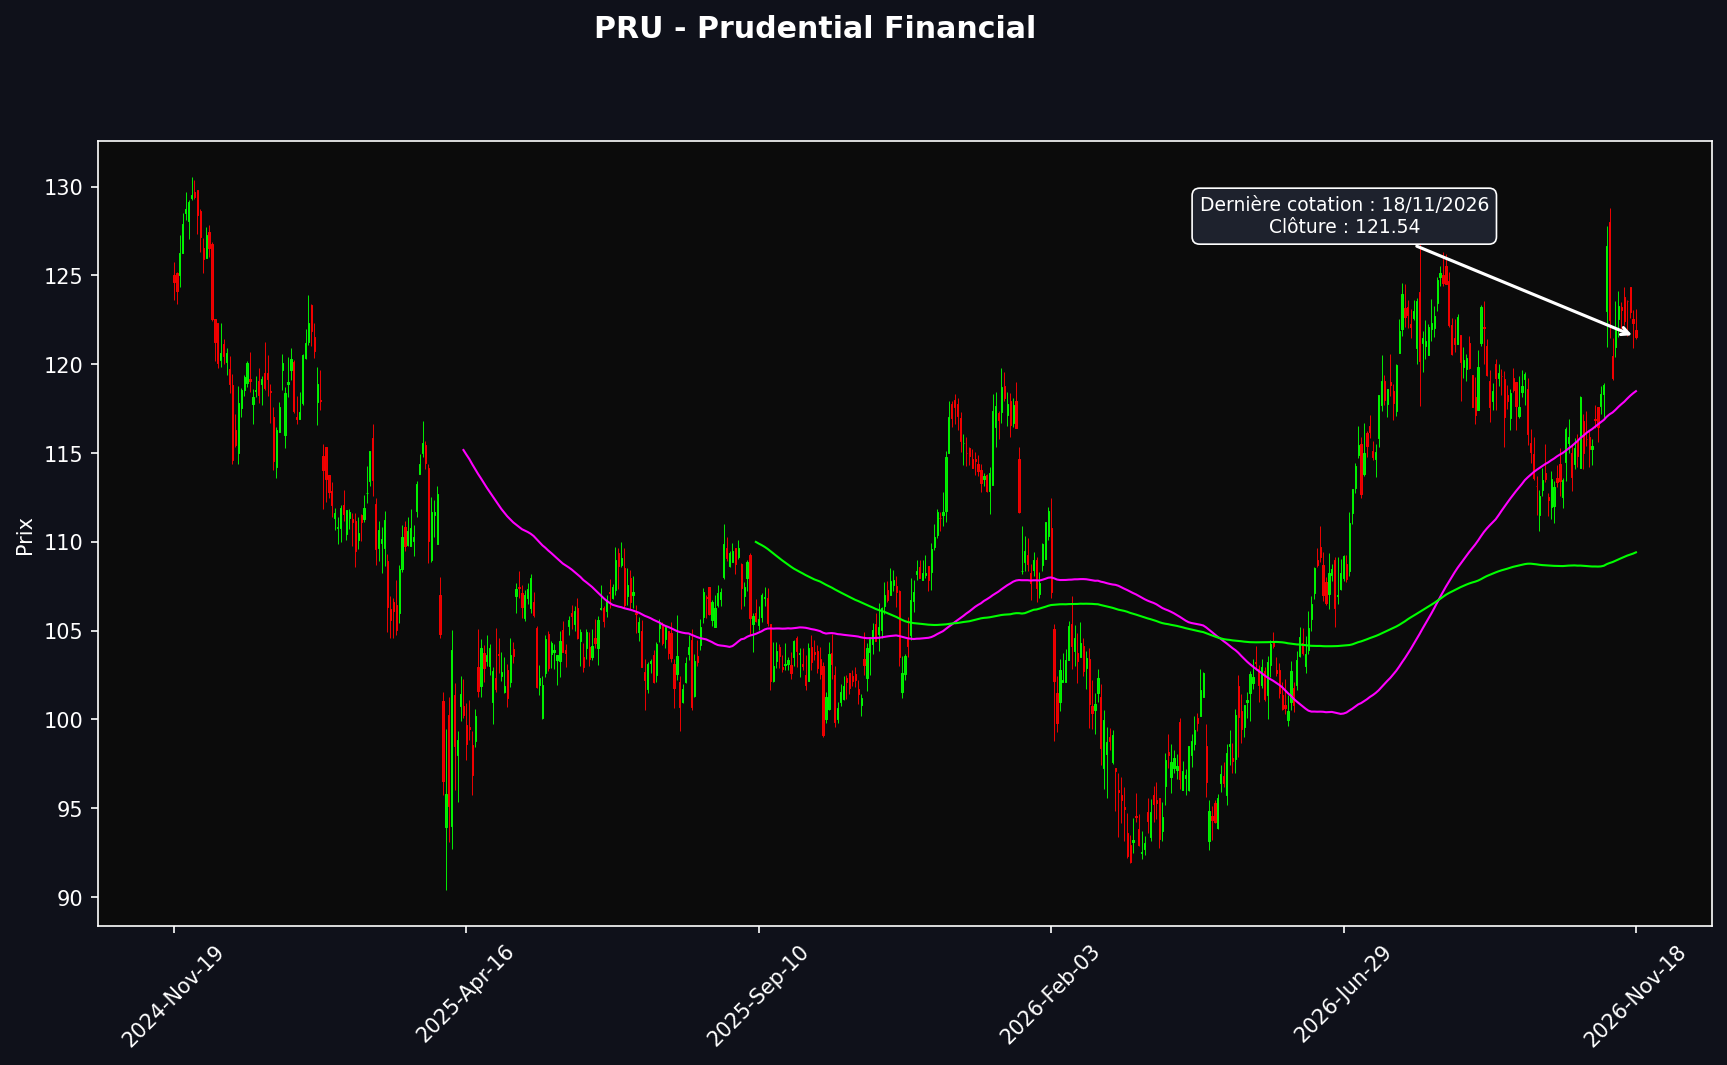 PRU - Prudential Financial
Dernière cotation : 18/11/2026
Clôture : 121.54
Prix
130
125
120
115
110
105
100
95
90
2024-Nov-19
2025-Apr-16
2025-Sep-10
2026-Feb-03
2026-Jun-29
2026-Nov-18